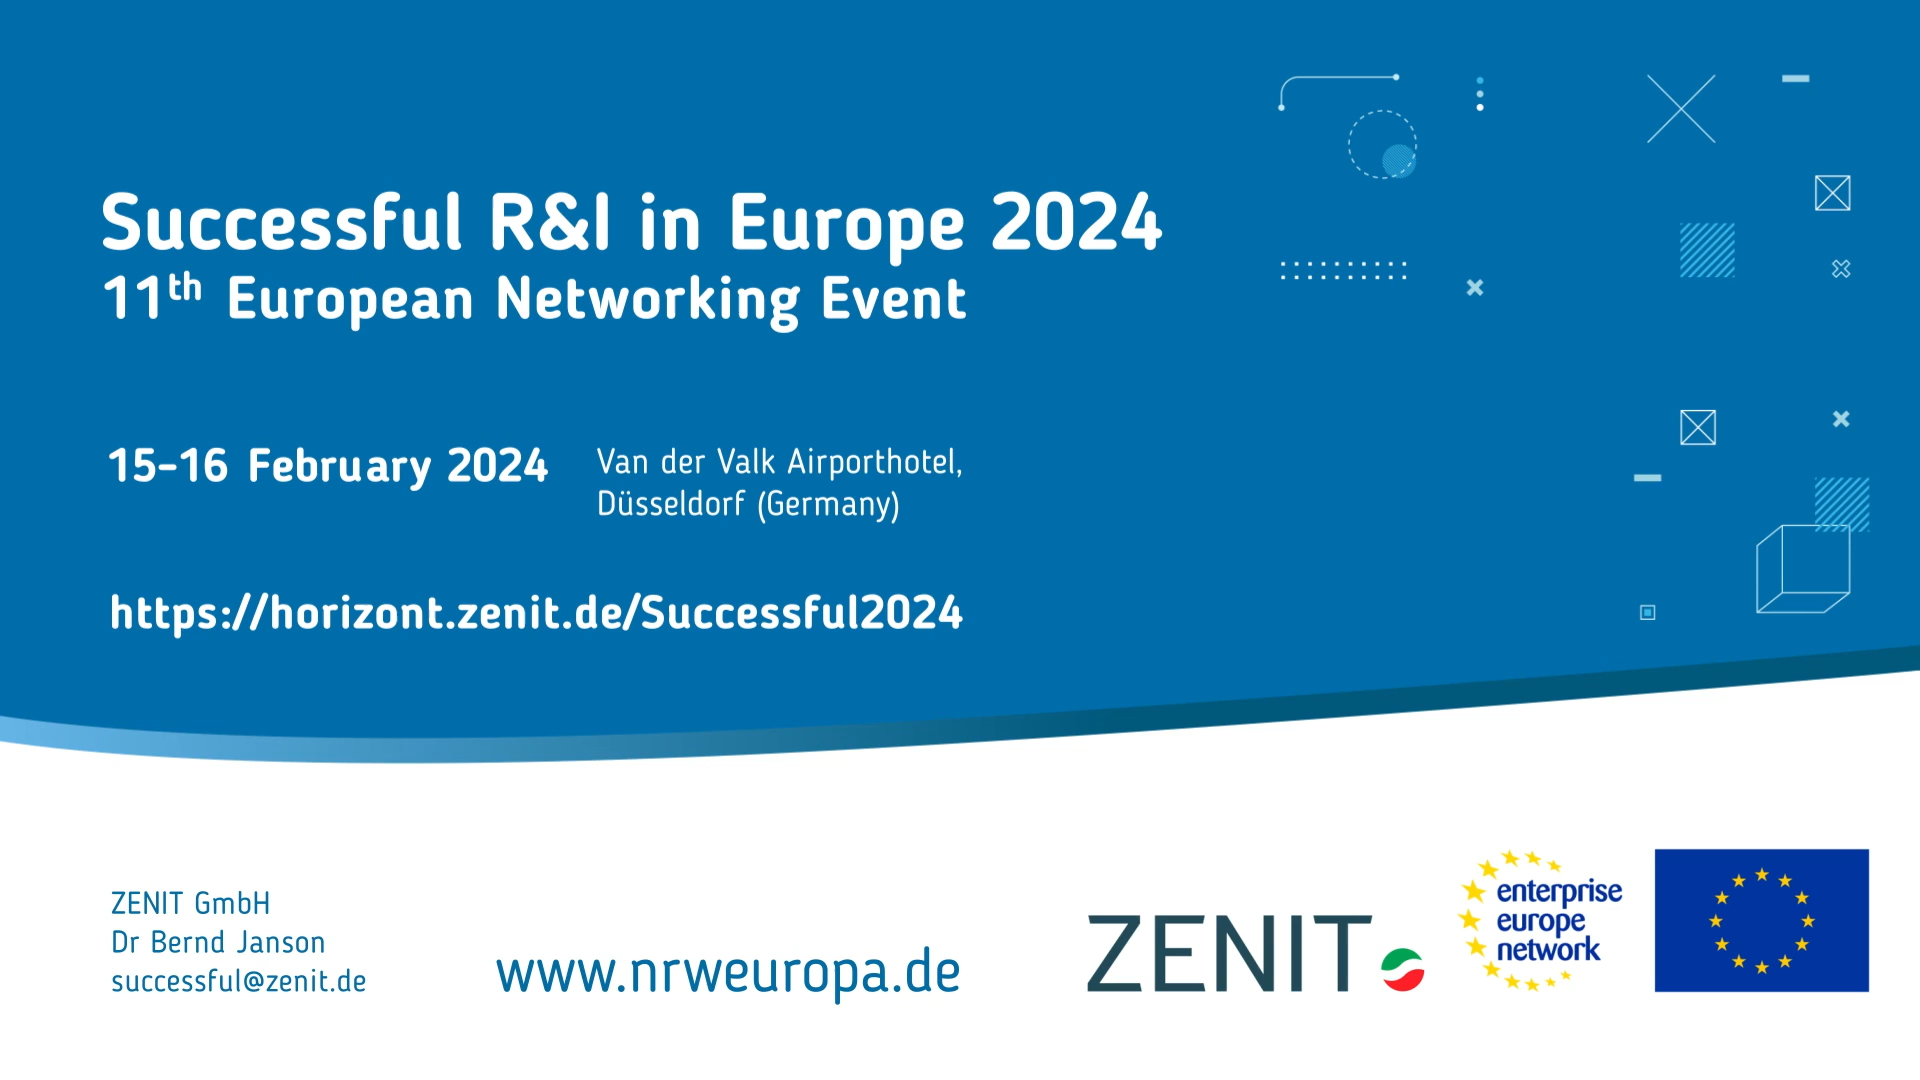 Successful R&I in Europe 2024
11th European Networking Event
15-16 February 2024
Van der Valk Airporthotel,
Düsseldorf (Germany)
https://horizont.zenit.de/Successful2024
ZENIT GmbH
Dr Bernd Janson
successful@zenit.de
www.nrweuropa.de
ZENIT
enterprise
europe
network